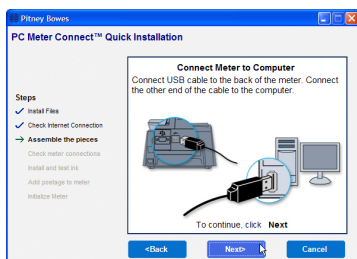 Pitney Bowes
PC Meter Connect™ Quick Installation
Steps
Install Files
Check Internet Connection
Assemble the pieces
Check meter connections
Install and test ink
Add postage to meter
Initialize Meter
Connect Meter to Computer
Connect USB cable to the back of the meter. Connect
the other end of the cable to the computer.
To continue, click Next
<Back
Next>
Cancel